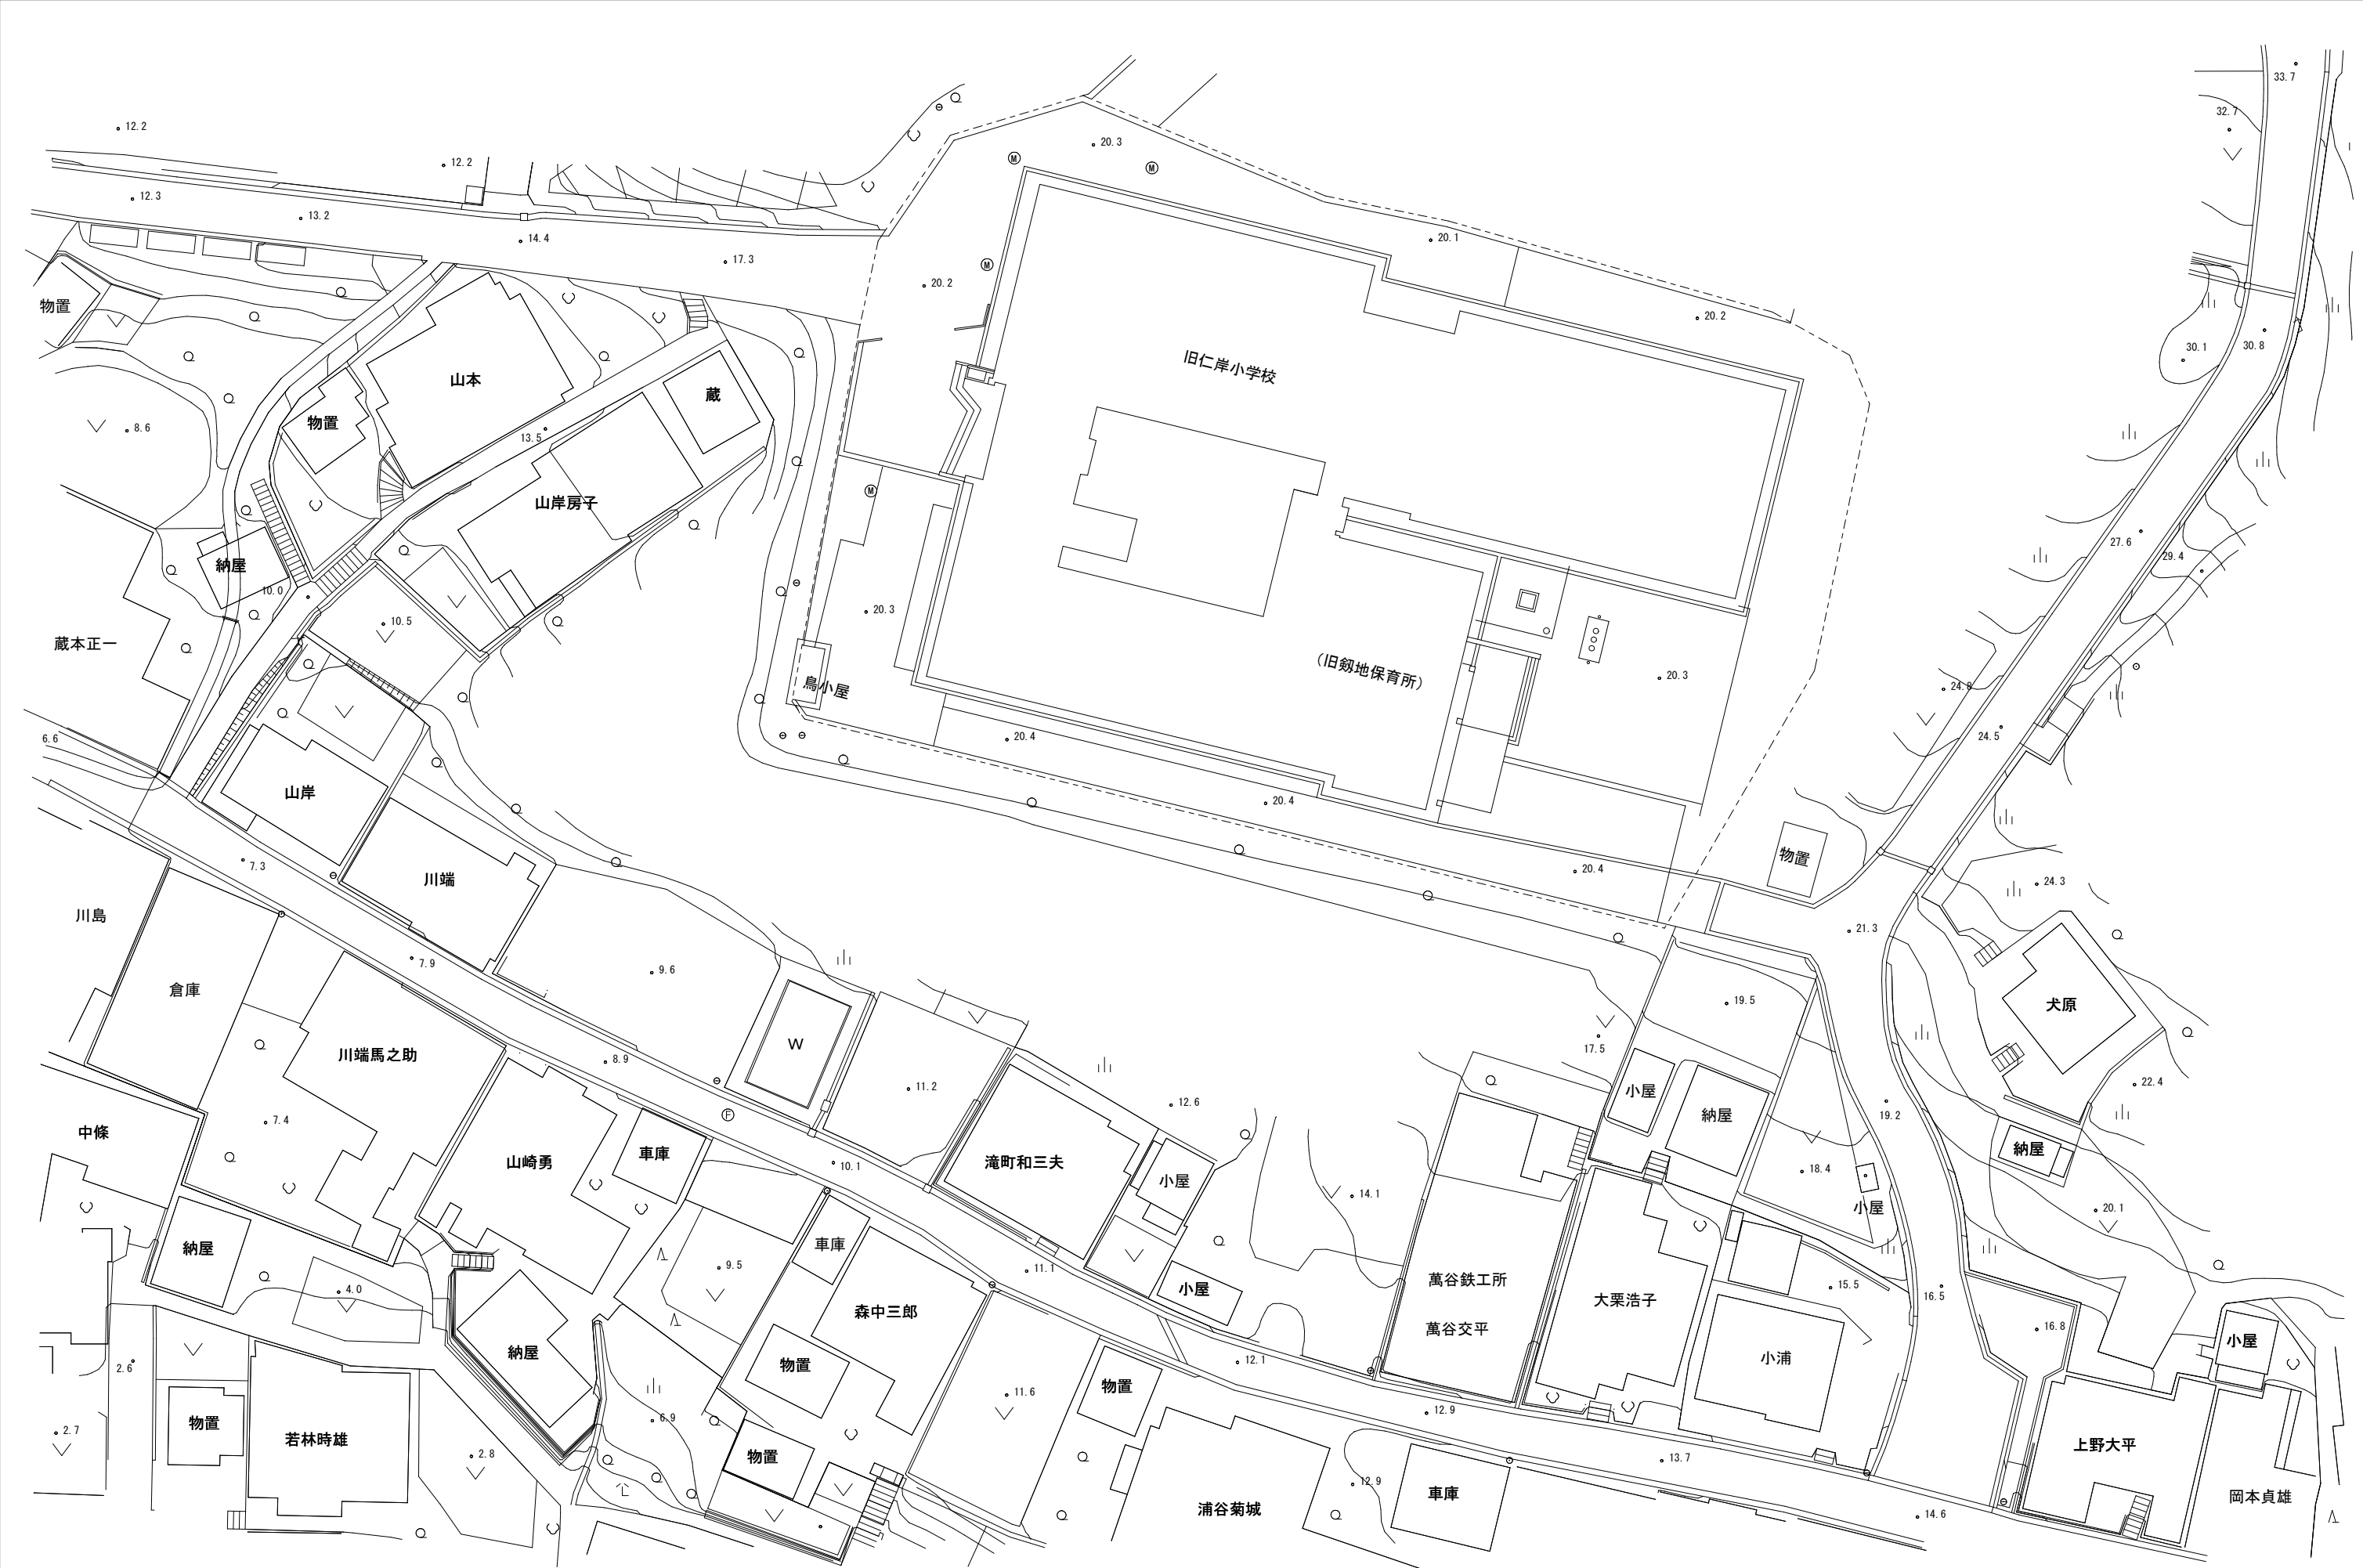 33.7
32.7
12.2
12.2
20.3
M
M
12.3
13.2
14.4
17.3
20.1
20.2
M
20.2
物置
旧仁岸小学校
30.1
30.8
山本
蔵
物置
8.6
13.5
山岸房子
M
27.6
29.4
納屋
10.0
10.5
20.3
蔵本正一
(旧剱地保育所)
20.3
鳥小屋
24.8
24.5
6.6
20.4
山岸
20.4
7.3
川端
物置
20.4
24.3
川島
21.3
7.9
9.6
倉庫
19.5
犬原
W
17.5
川端馬之助
8.9
11.2
小屋
22.4
12.6
F
納屋
19.2
7.4
中條
納屋
山崎勇
車庫
10.1
滝町和三夫
小屋
14.1
18.4
小屋
20.1
納屋
車庫
9.5
11.1
萬谷鉄工所
大栗浩子
15.5
16.5
4.0
小屋
森中三郎
萬谷交平
16.8
小屋
納屋
物置
12.1
小浦
2.6
物置
11.6
物置
若林時雄
6.9
12.9
2.7
2.8
物置
13.7
上野大平
12.9
車庫
浦谷菊城
14.6
岡本貞雄